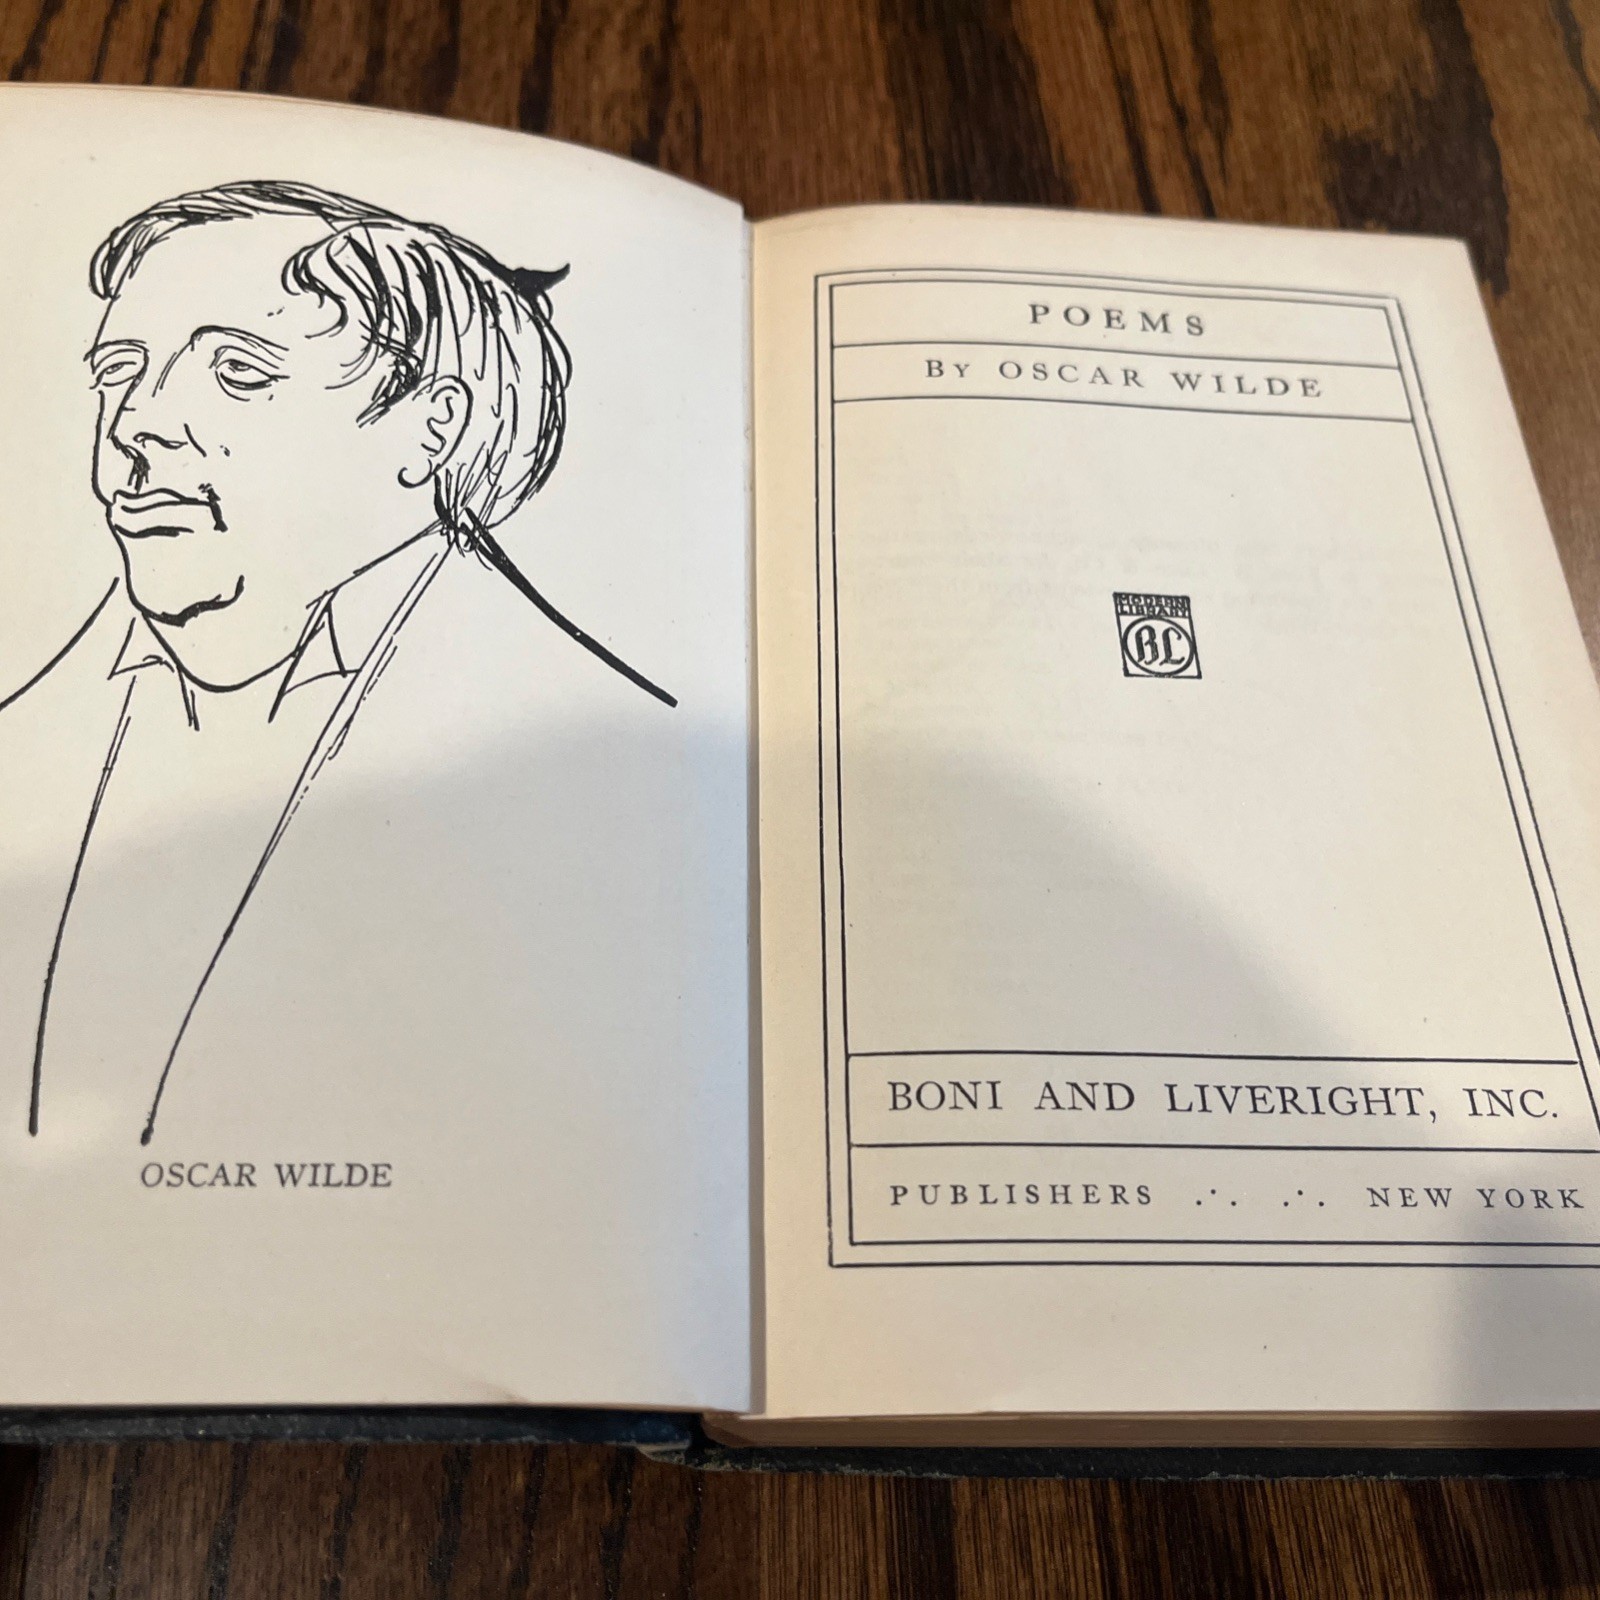 OSCAR WILDE
POEMS
BY OSCAR WILDE
MODERN
LIBRARY
BL
BONI AND LIVERIGHT, INC.
PUBLISHERS .·. .·. NEW YORK